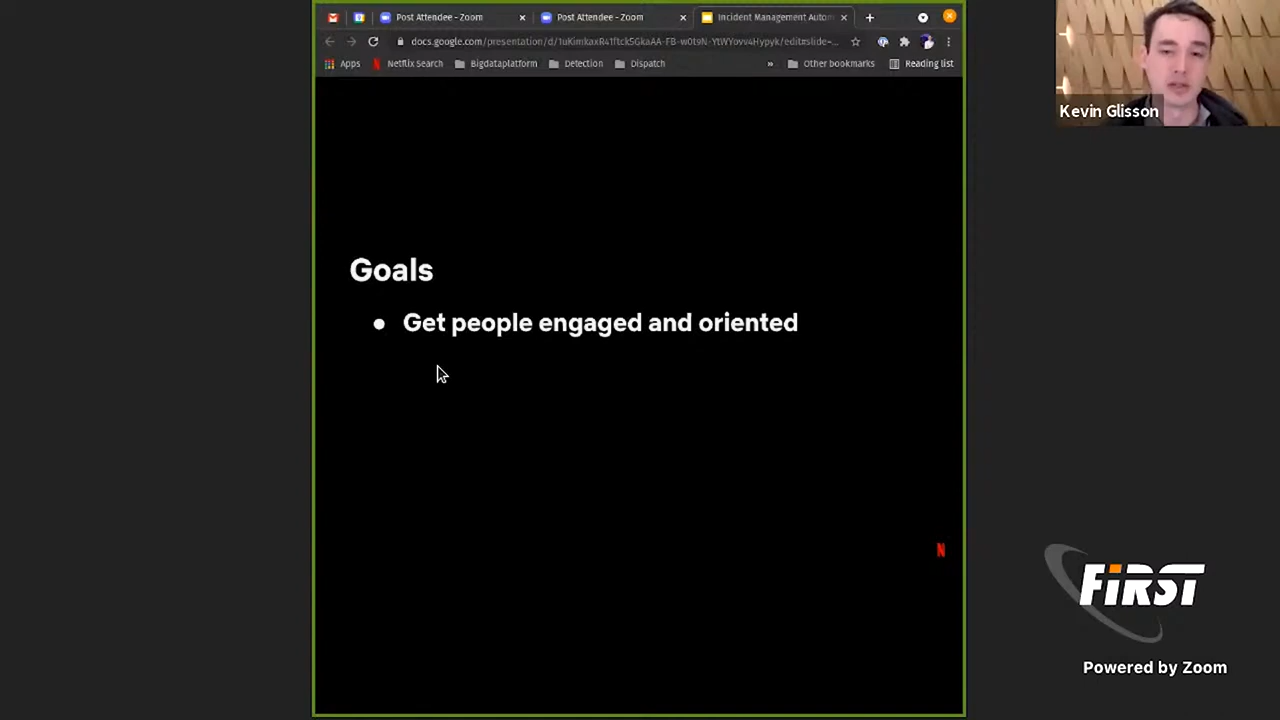 Post Attendee - Zoom
Post Attendee - Zoom
Incident Management Autom
Apps
Netflix Search
Bigdataplatform
Detection
Dispatch
»
Other bookmarks
Reading list
Kevin Glisson
Goals
● Get people engaged and oriented
N
FiRST
Powered by Zoom